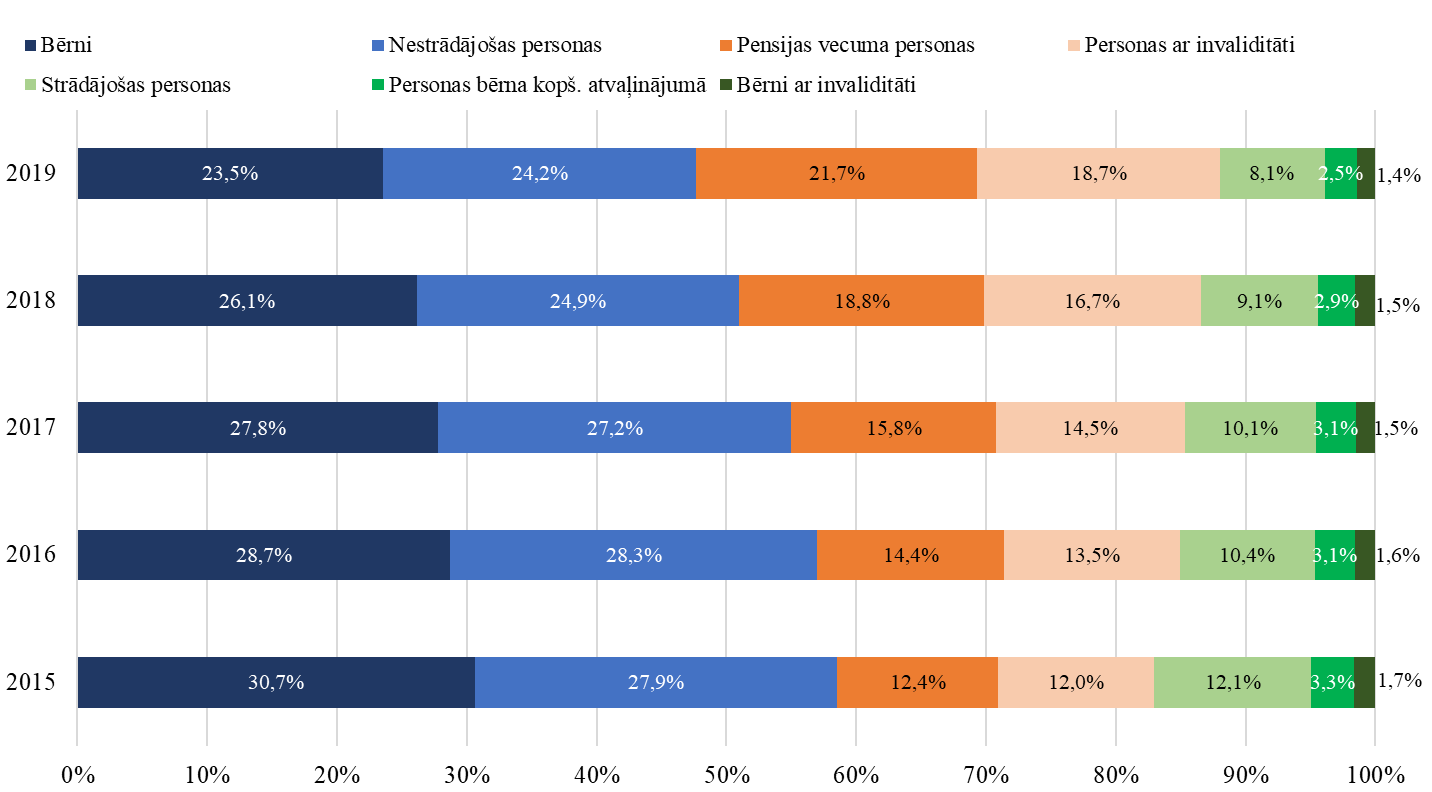 Bērni Nestrādājošas personas Pensijas vecuma personas Personas ar invaliditāti
Strādājošas personas Personas bērna kopš. atvaļinājumā Bērni ar invaliditāti
2019 23,5% 24,2% 21,7% 18,7% 8,1% 2,5% 1,4%
2018 26,1% 24,9% 18,8% 16,7% 9,1% 2,9% 1,5%
2017 27,8% 27,2% 15,8% 14,5% 10,1% 3,1% 1,5%
2016 28,7% 28,3% 14,4% 13,5% 10,4% 3,1% 1,6%
2015 30,7% 27,9% 12,4% 12,0% 12,1% 3,3% 1,7%
0% 10% 20% 30% 40% 50% 60% 70% 80% 90% 100%